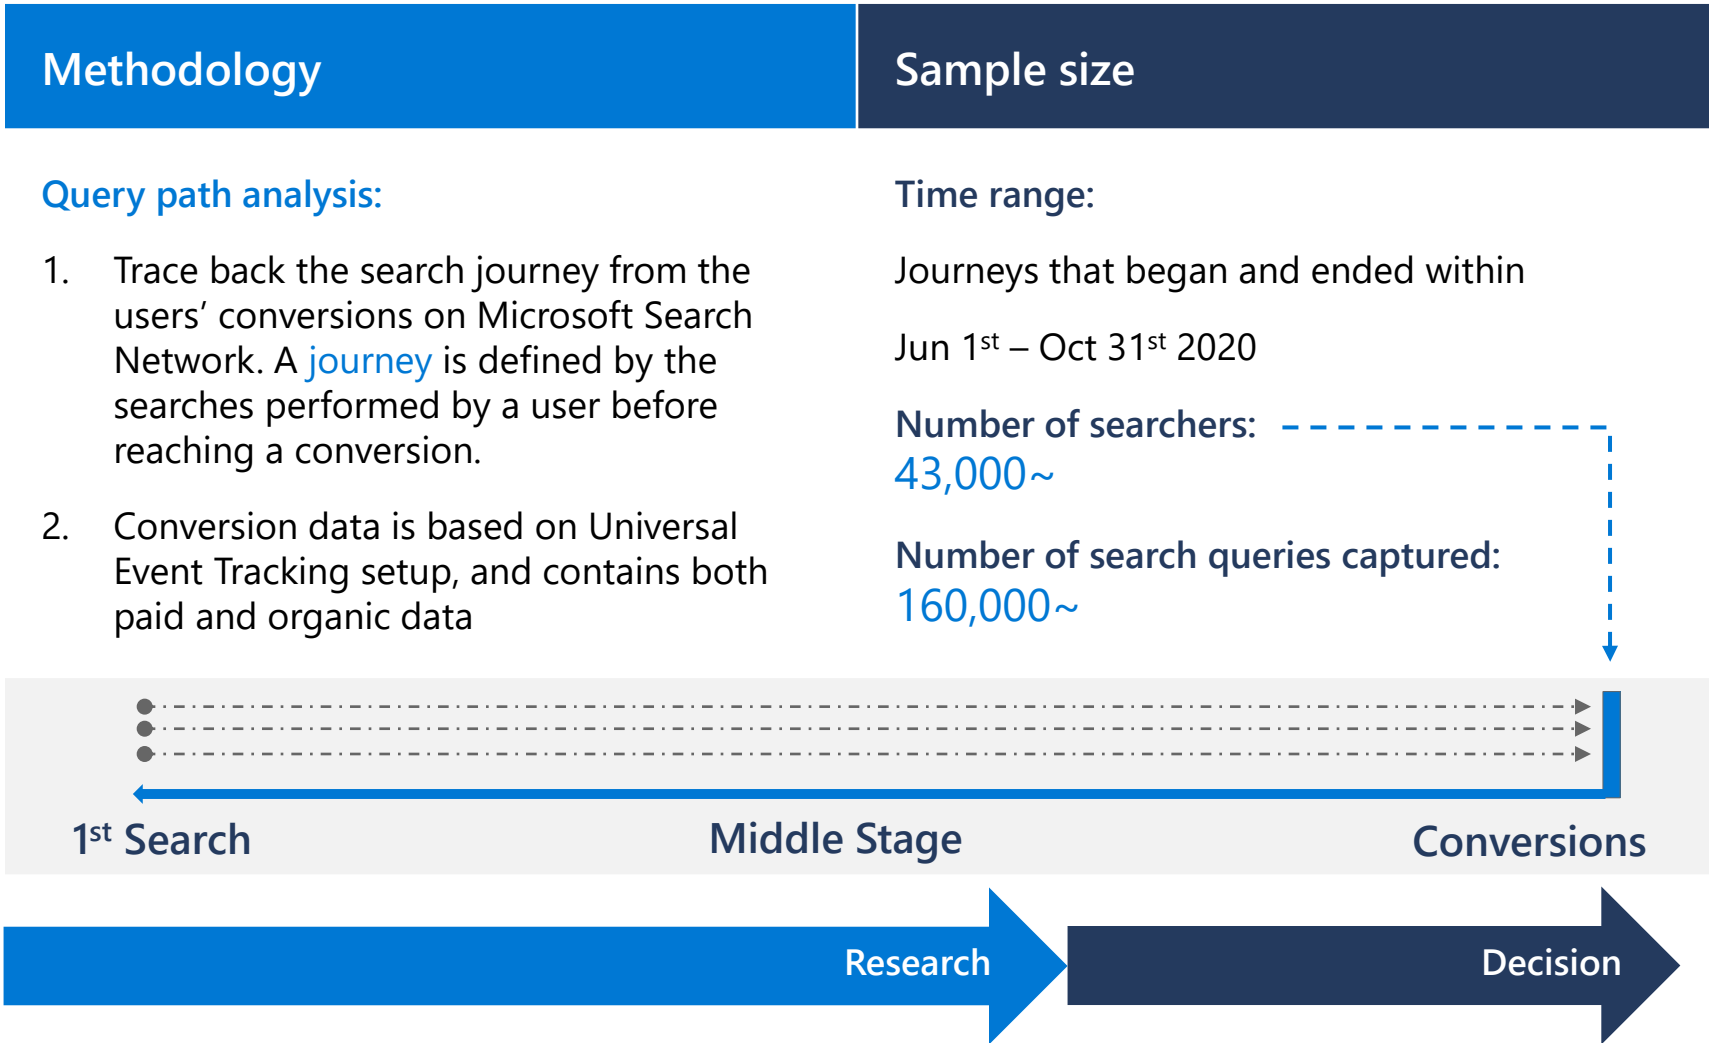 Methodology
Sample size
Query path analysis:
1. Trace back the search journey from the
users’ conversions on Microsoft Search
Network. A journey is defined by the
searches performed by a user before
reaching a conversion.
2. Conversion data is based on Universal
Event Tracking setup, and contains both
paid and organic data
Time range:
Journeys that began and ended within
Jun 1st – Oct 31st 2020
Number of searchers:
43,000~
Number of search queries captured:
160,000~
1st Search
Middle Stage
Conversions
Research
Decision